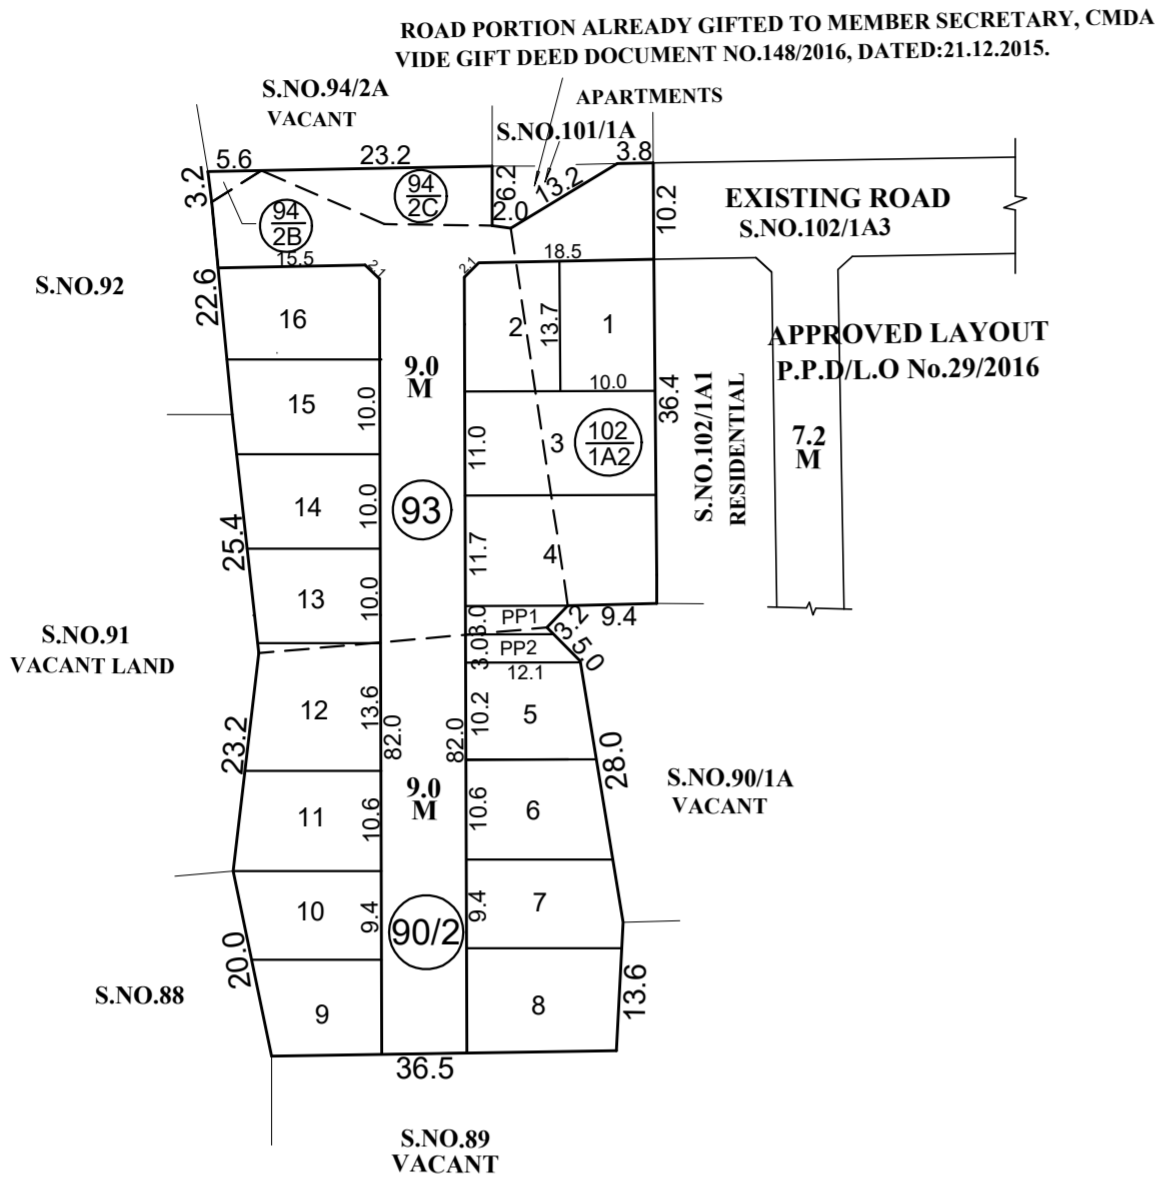 ROAD PORTION ALREADY GIFTED TO MEMBER SECRETARY, CMDA
VIDE GIFT DEED DOCUMENT NO.148/2016, DATED:21.12.2015.
S.NO.94/2A
VACANT
APARTMENTS
S.NO.101/1A
5.6
23.2
3.8
3.2
94
2C
6.2
13.2
2.0
10.2
EXISTING ROAD
S.NO.102/1A3
94
2B
15.5
2.1
2.1
18.5
S.NO.92
22.6
16
2
13.7
1
APPROVED LAYOUT
P.P.D/L.O No.29/2016
9.0
M
10.0
36.4
S.NO.102/1A1
RESIDENTIAL
15
10.0
11.0
3
102
1A2
7.2
M
14
10.0
93
25.4
11.7
4
13
10.0
3.0
PP1
3.2
9.4
S.NO.91
VACANT LAND
3.0
PP2
5.0
12.1
12
13.6
82.0
82.0
10.2
5
23.2
28.0
S.NO.90/1A
VACANT
9.0
M
11
10.6
10.6
6
10
9.4
90/2
9.4
7
20.0
S.NO.88
9
8
13.6
36.5
S.NO.89
VACANT